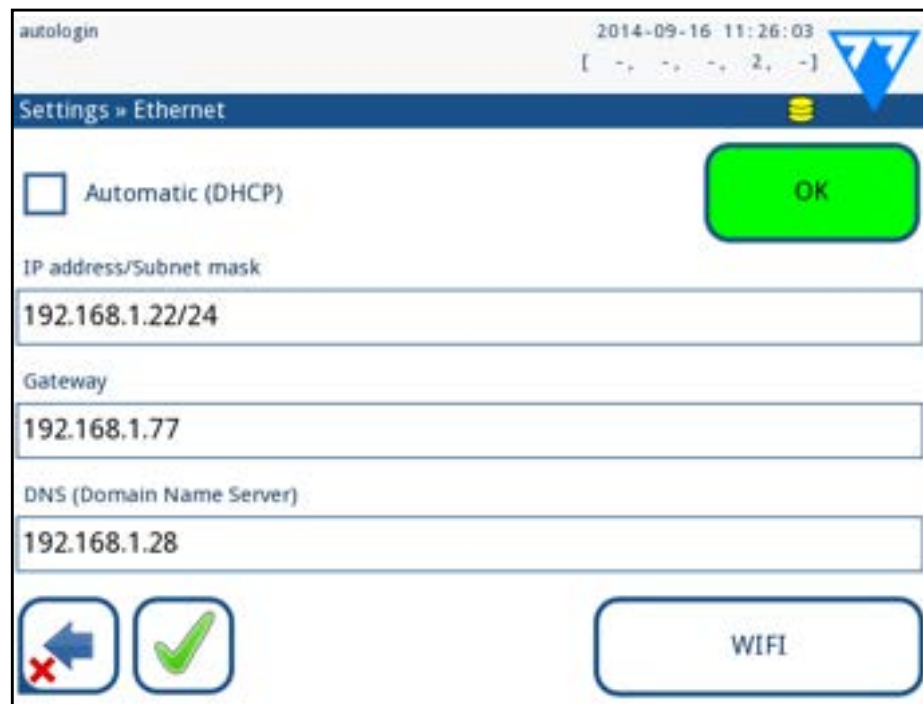 autologin
2014-09-16 11:26:03
[ -, -, -, 2, -]
Settings » Ethernet
Automatic (DHCP)
OK
IP address/Subnet mask
192.168.1.22/24
Gateway
192.168.1.77
DNS (Domain Name Server)
192.168.1.28
WIFI